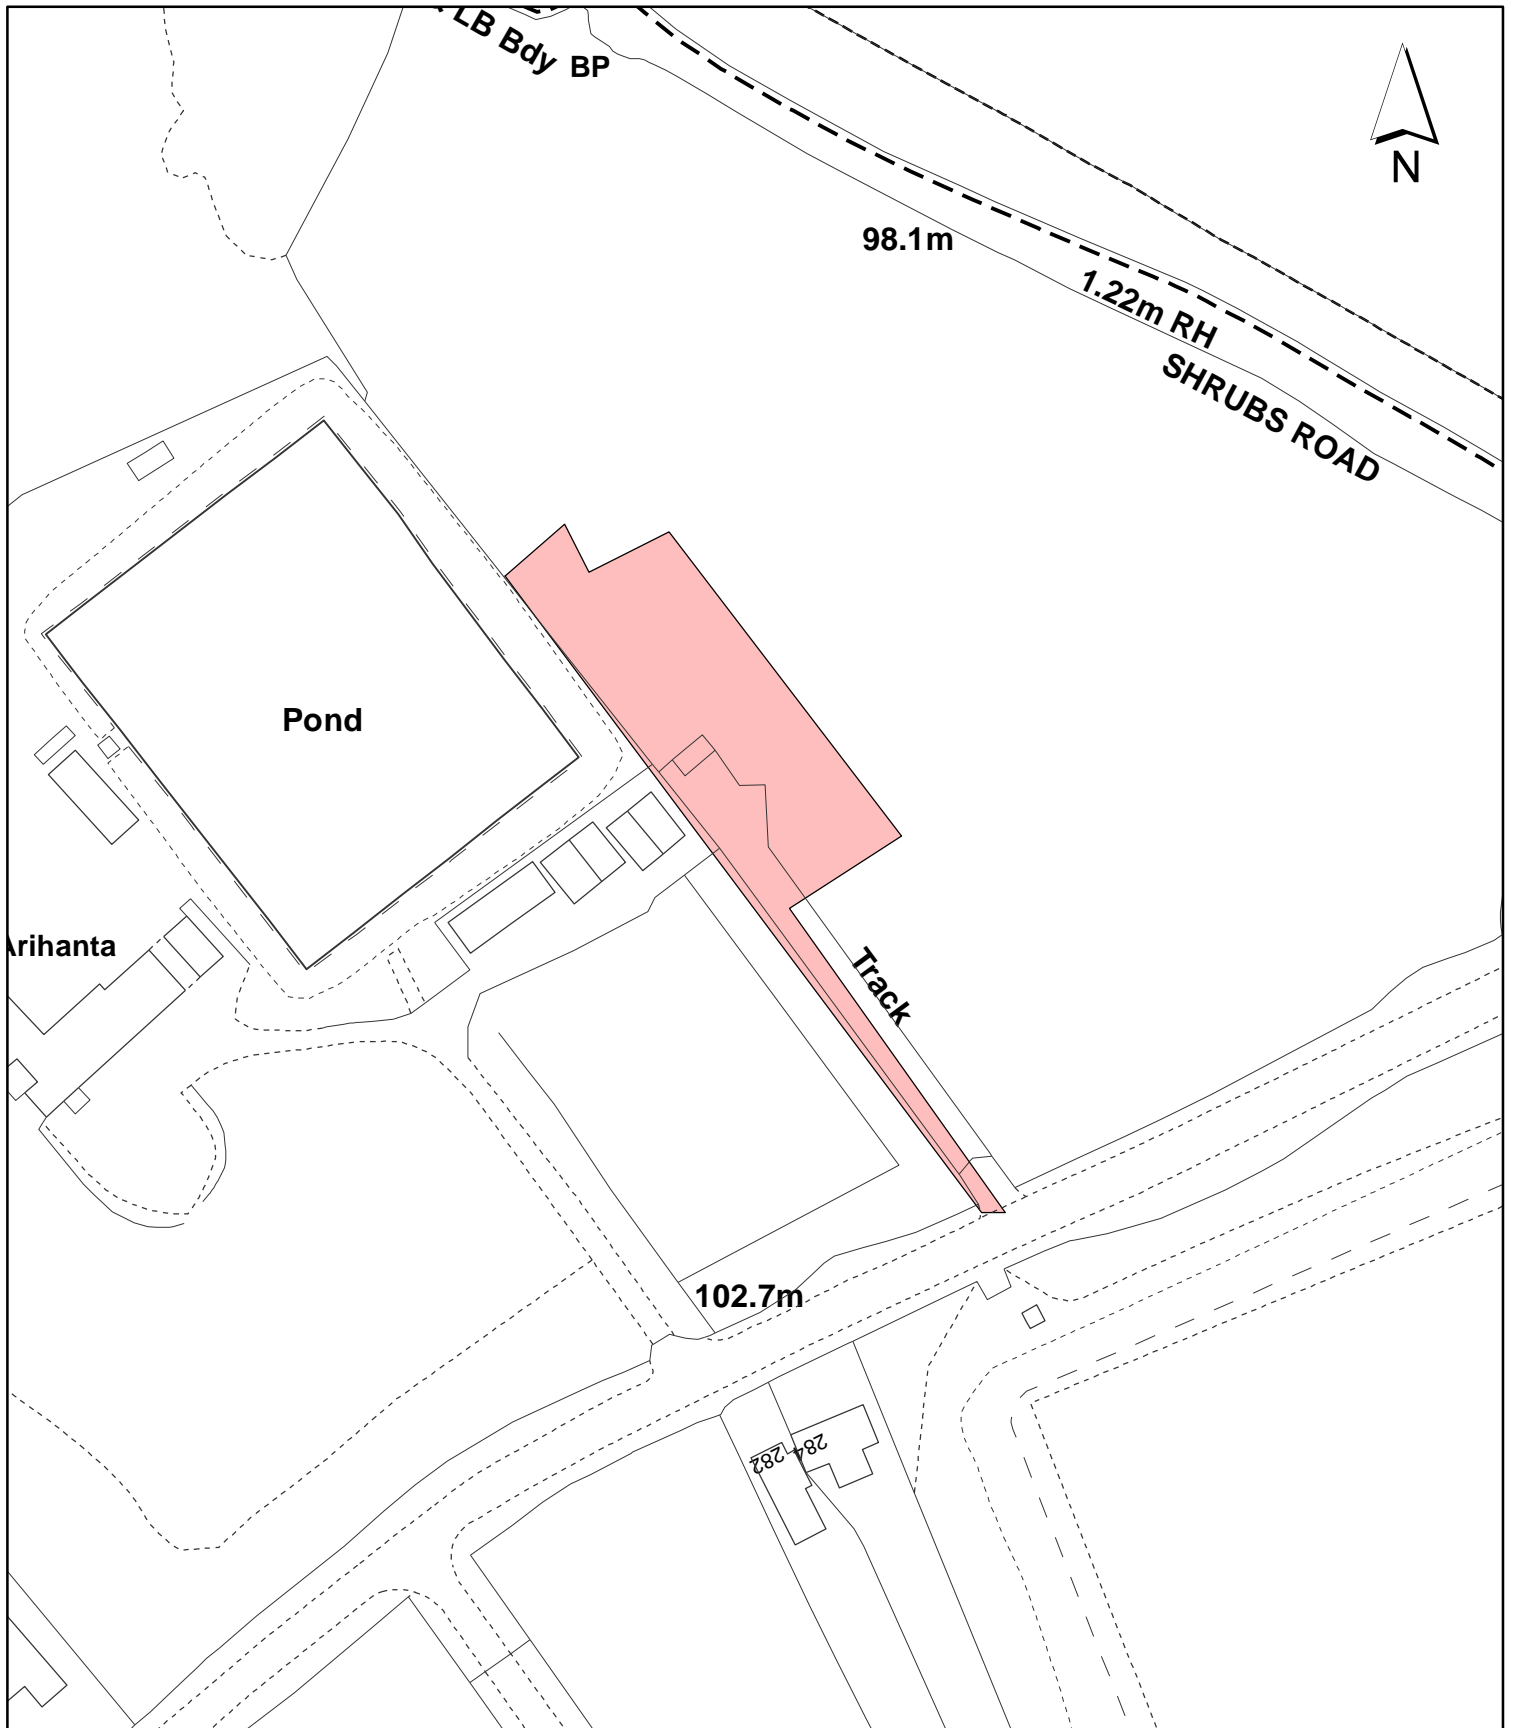 LB Bdy
BP
N
98.1m
1.22m RH
SHRUBS ROAD
Pond
Arihanta
Track
102.7m
282
284